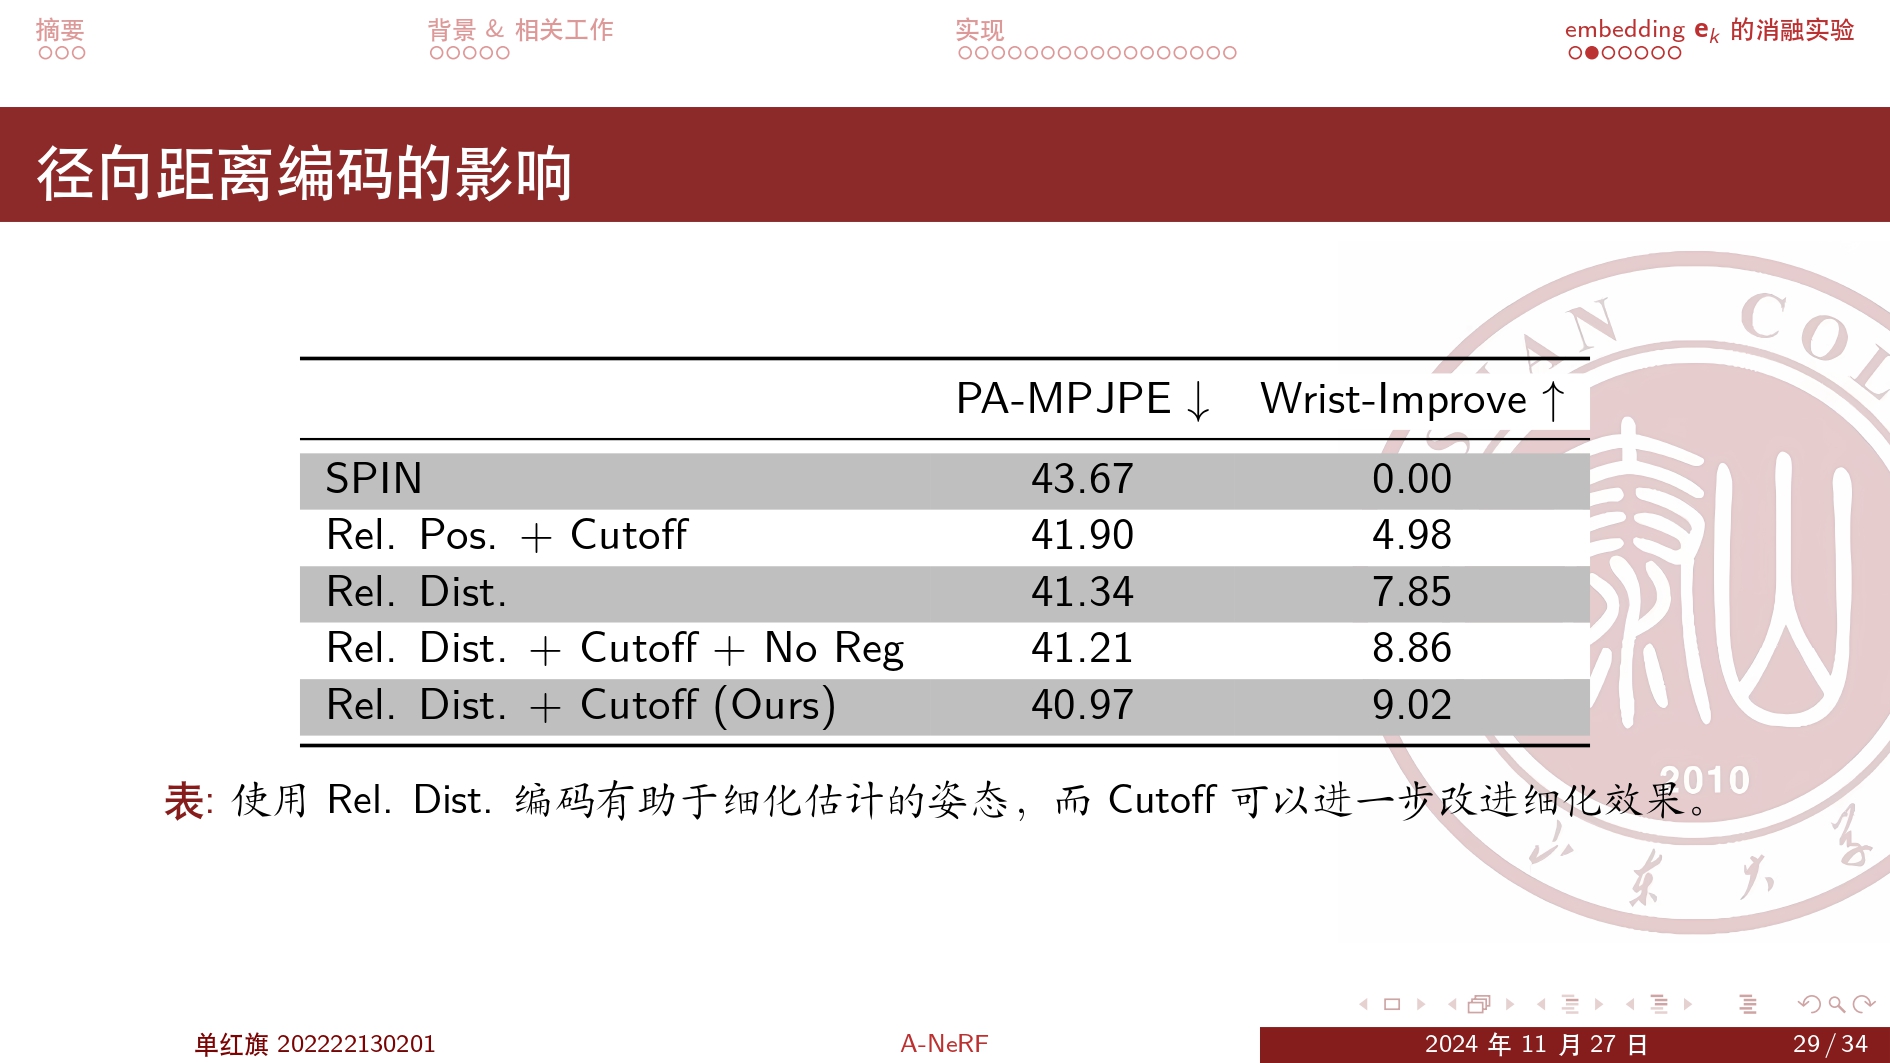 摘要
背景 & 相关工作
实现
embedding eₖ 的消融实验
径向距离编码的影响
PA-MPJPE ↓ Wrist-Improve ↑
SPIN 43.67 0.00
Rel. Pos. + Cutoff 41.90 4.98
Rel. Dist. 41.34 7.85
Rel. Dist. + Cutoff + No Reg 41.21 8.86
Rel. Dist. + Cutoff (Ours) 40.97 9.02
表: 使用 Rel. Dist. 编码有助于细化估计的姿态，而 Cutoff 可以进一步改进细化效果。
2010
山东大学
单红旗 202222130201
A-NeRF
2024 年 11 月 27 日
29 / 34